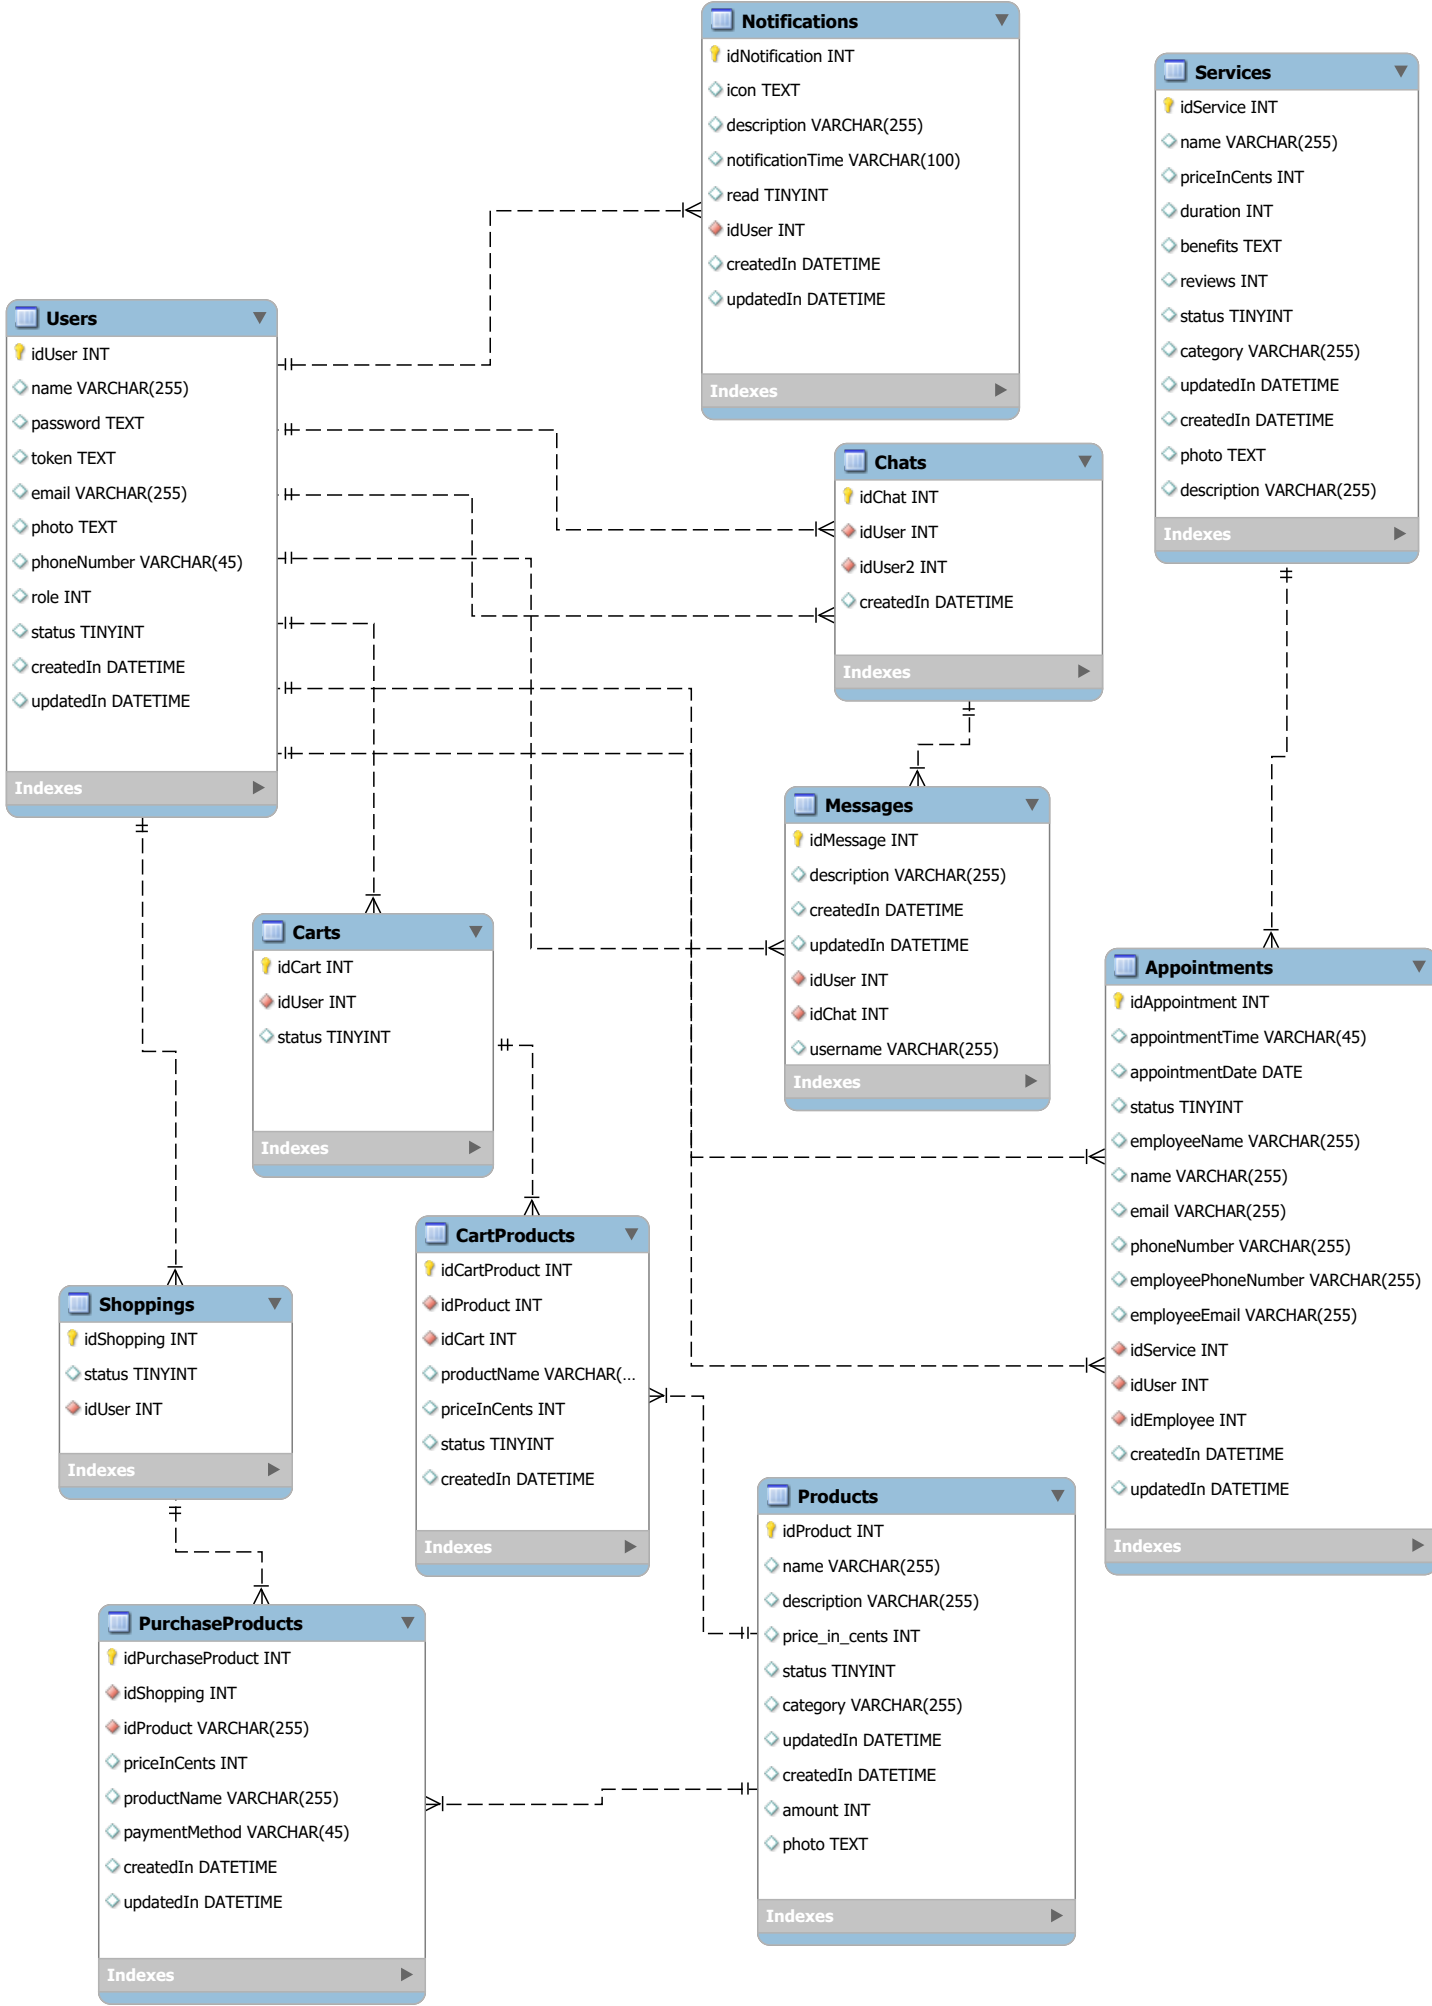 Notifications
idNotification INT
icon TEXT
description VARCHAR(255)
notificationTime VARCHAR(100)
read TINYINT
idUser INT
createdIn DATETIME
updatedIn DATETIME
Indexes
Services
idService INT
name VARCHAR(255)
priceInCents INT
duration INT
benefits TEXT
reviews INT
status TINYINT
category VARCHAR(255)
updatedIn DATETIME
createdIn DATETIME
photo TEXT
description VARCHAR(255)
Indexes
Users
idUser INT
name VARCHAR(255)
password TEXT
token TEXT
email VARCHAR(255)
photo TEXT
phoneNumber VARCHAR(45)
role INT
status TINYINT
createdIn DATETIME
updatedIn DATETIME
Indexes
Chats
idChat INT
idUser INT
idUser2 INT
createdIn DATETIME
Indexes
Messages
idMessage INT
description VARCHAR(255)
createdIn DATETIME
updatedIn DATETIME
idUser INT
idChat INT
username VARCHAR(255)
Indexes
Carts
idCart INT
idUser INT
status TINYINT
Indexes
Appointments
idAppointment INT
appointmentTime VARCHAR(45)
appointmentDate DATE
status TINYINT
employeeName VARCHAR(255)
name VARCHAR(255)
email VARCHAR(255)
phoneNumber VARCHAR(255)
employeePhoneNumber VARCHAR(255)
employeeEmail VARCHAR(255)
idService INT
idUser INT
idEmployee INT
createdIn DATETIME
updatedIn DATETIME
Indexes
CartProducts
idCartProduct INT
idProduct INT
idCart INT
productName VARCHAR(...
priceInCents INT
status TINYINT
createdIn DATETIME
Indexes
Shoppings
idShopping INT
status TINYINT
idUser INT
Indexes
Products
idProduct INT
name VARCHAR(255)
description VARCHAR(255)
price_in_cents INT
status TINYINT
category VARCHAR(255)
updatedIn DATETIME
createdIn DATETIME
amount INT
photo TEXT
Indexes
PurchaseProducts
idPurchaseProduct INT
idShopping INT
idProduct VARCHAR(255)
priceInCents INT
productName VARCHAR(255)
paymentMethod VARCHAR(45)
createdIn DATETIME
updatedIn DATETIME
Indexes